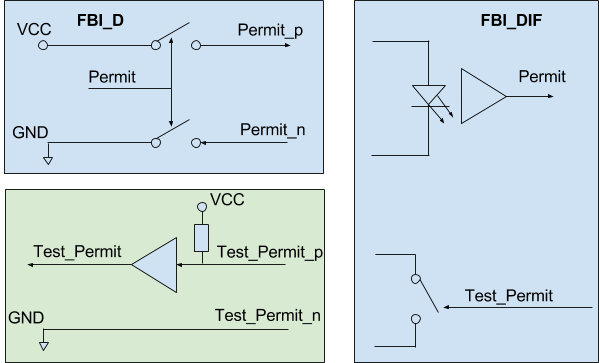 FBI_D
VCC
Permit_p
Permit
GND
Permit_n
VCC
Test_Permit
Test_Permit_p
GND
Test_Permit_n
FBI_DIF
Permit
Test_Permit